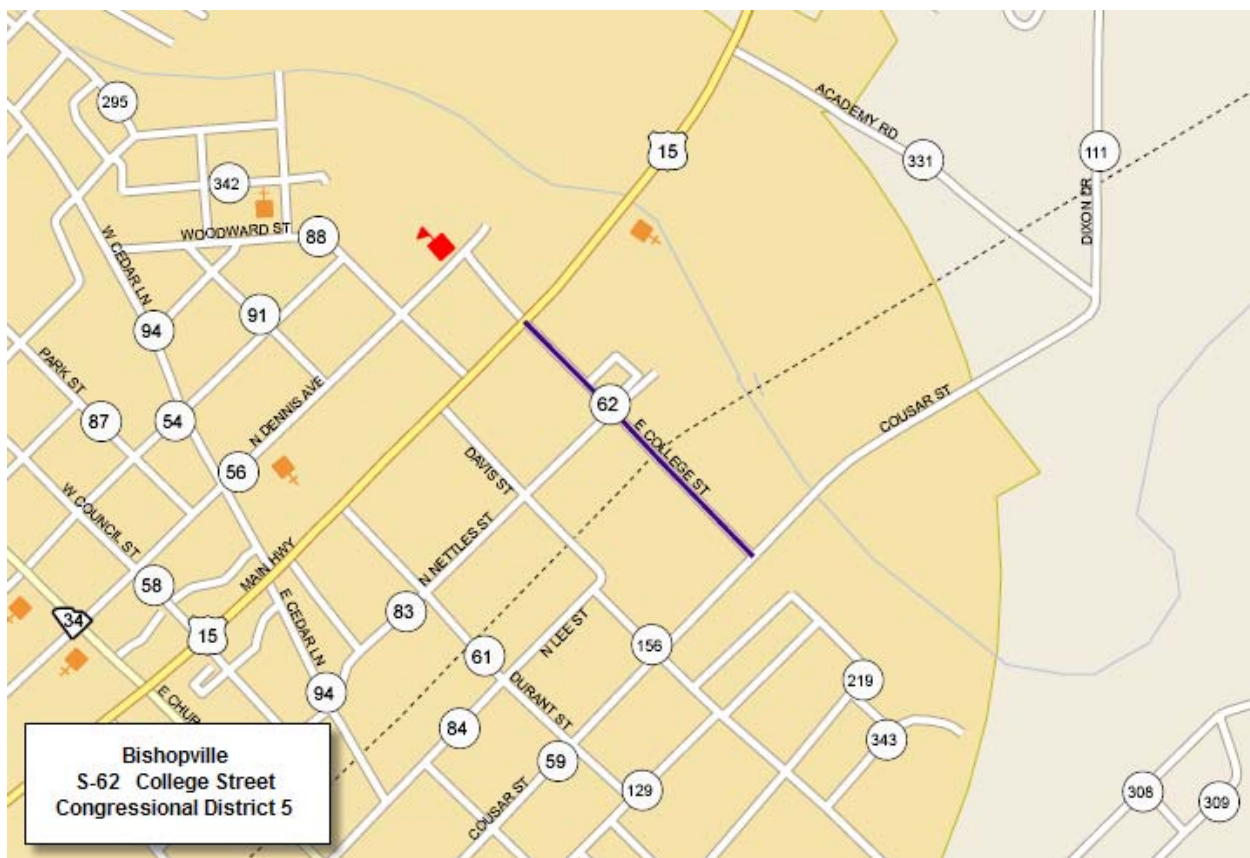 295
15
ACADEMY RD
331
111
DIXON DR
342
WOODWARD ST
88
W CEDAR LN
94
91
PARK ST
87
54
N DENNIS AVE
56
62
E COLLEGE ST
COUSAR ST
DAVIS ST
W COUNCIL ST
58
MAIN HWY
N NETTLES ST
34
15
E CEDAR LN
83
61
N LEE ST
156
DURANT ST
94
E CHUR
84
59
COUSAR ST
129
219
343
308
309
Bishopville
S-62 College Street
Congressional District 5